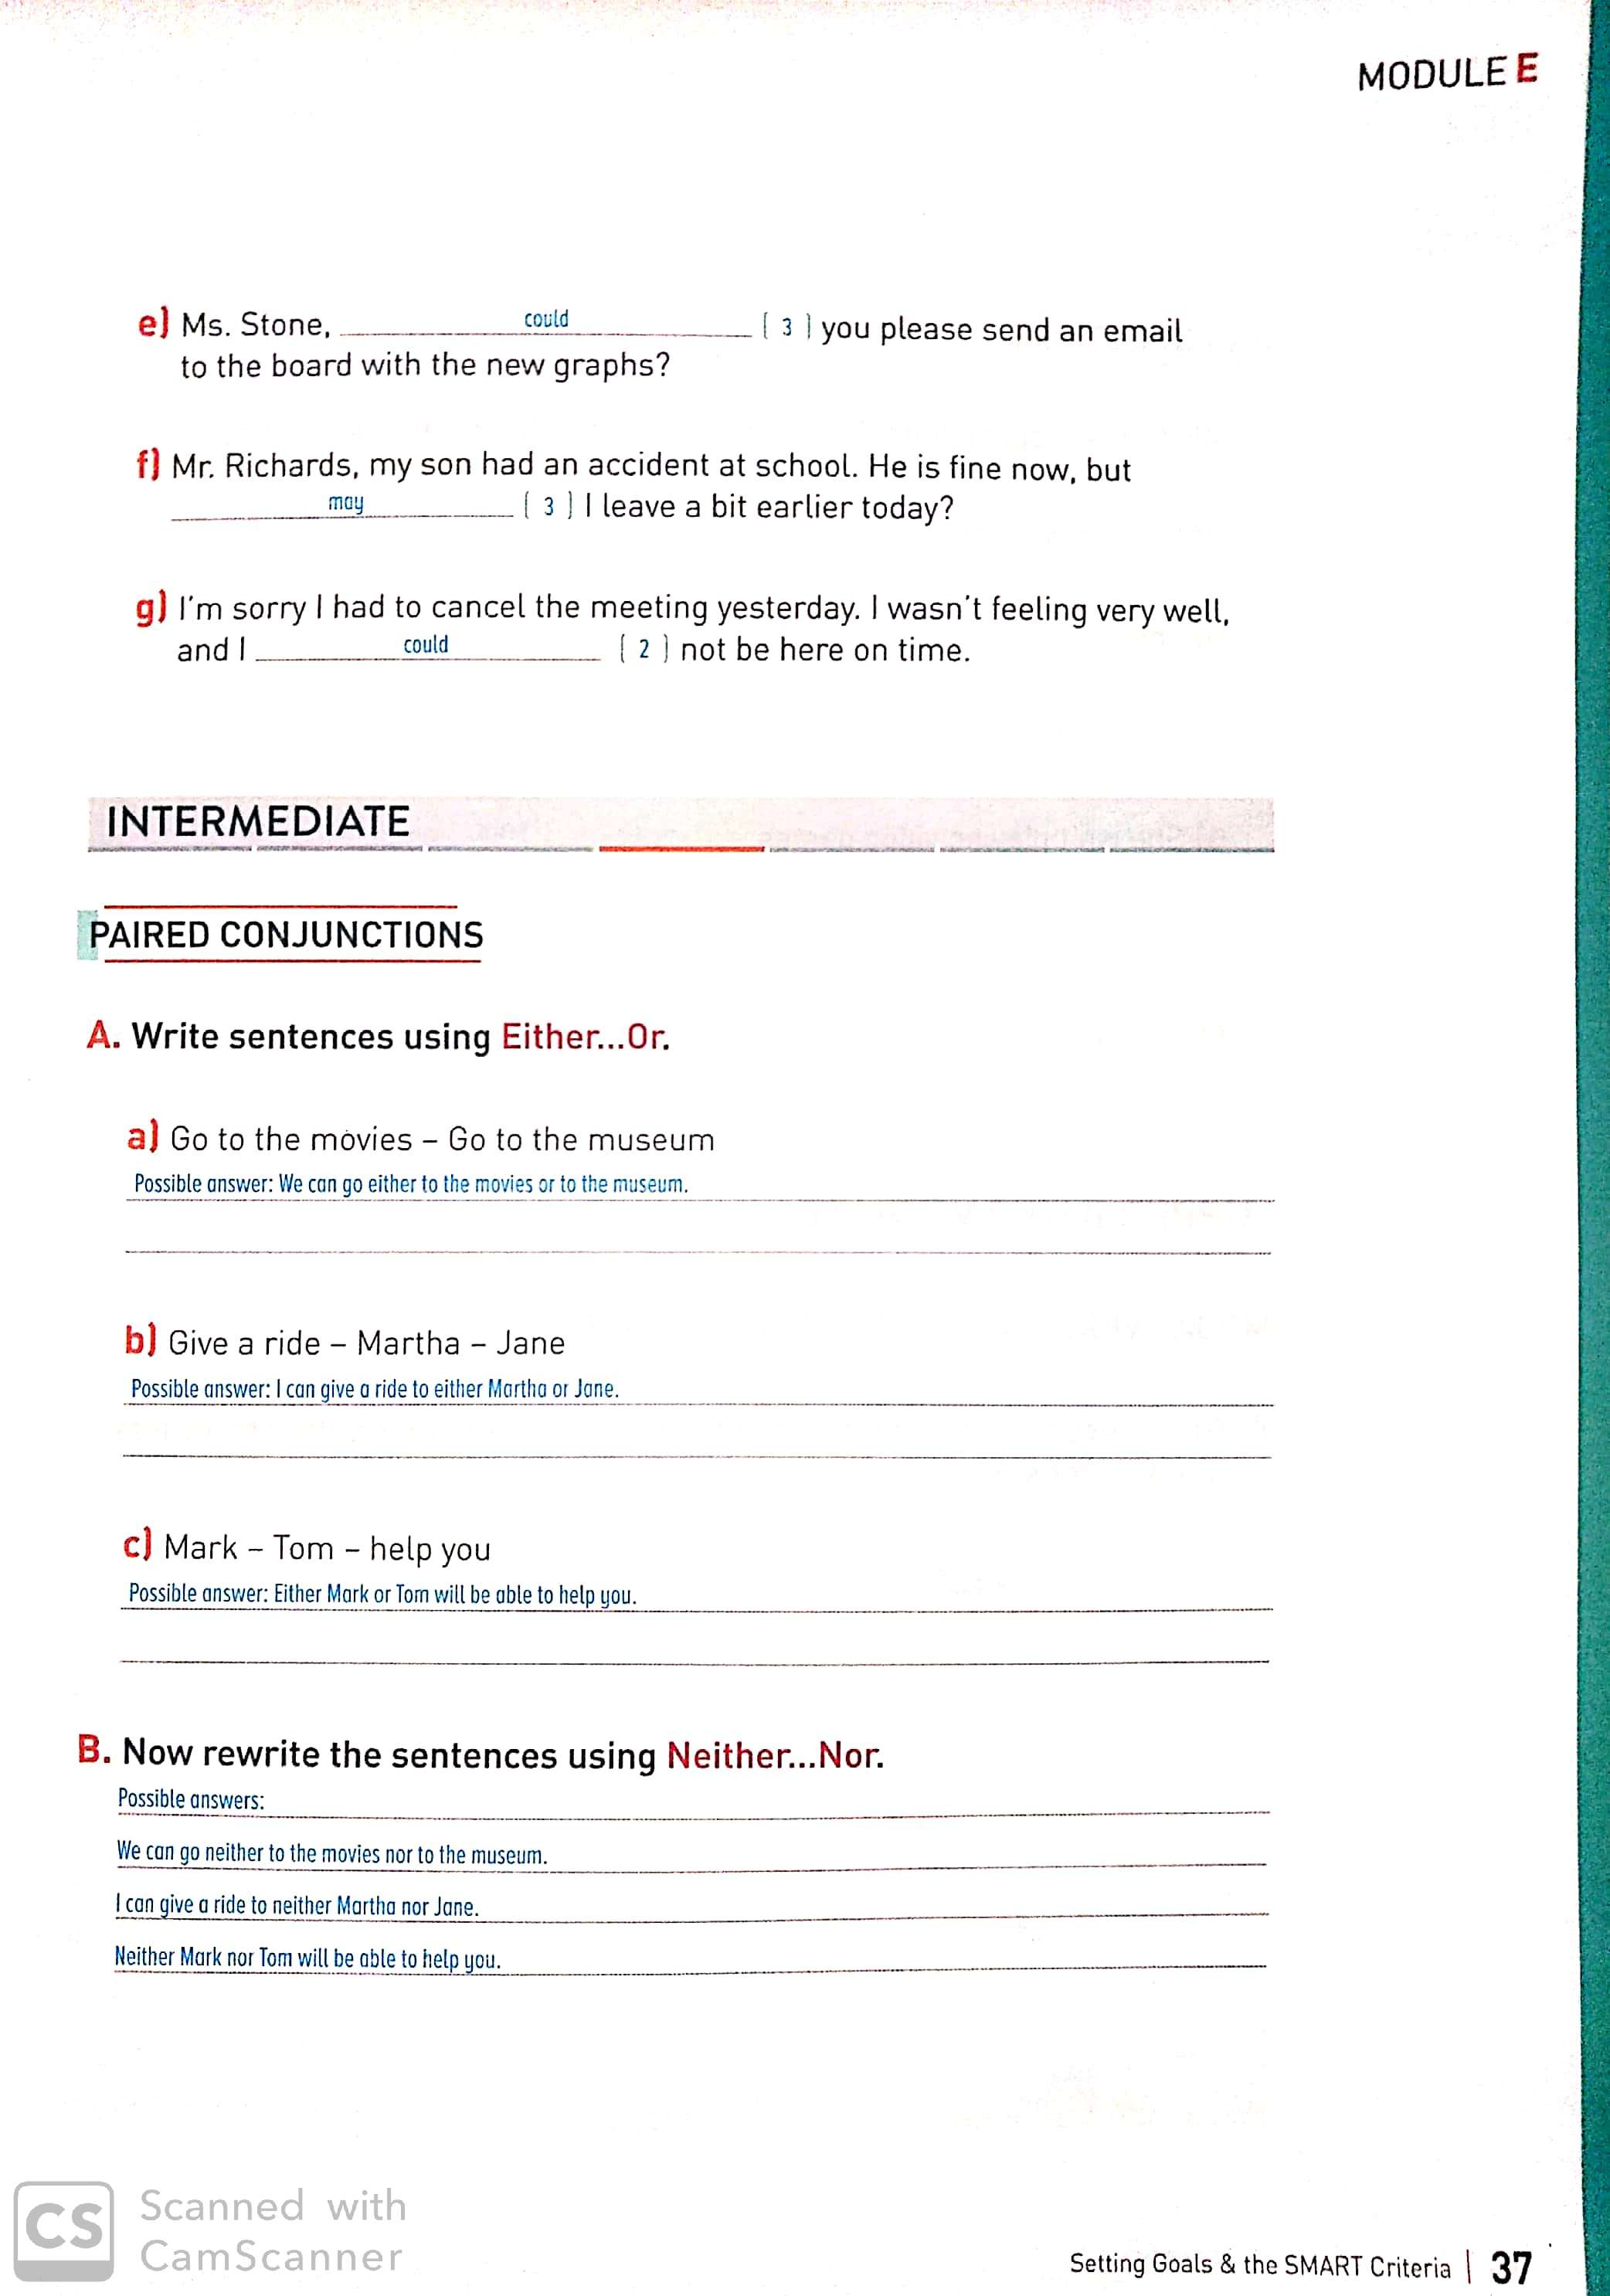 MODULE E
e) Ms. Stone, could ( 3 ) you please send an email
to the board with the new graphs?
f) Mr. Richards, my son had an accident at school. He is fine now, but
may ( 3 ) I leave a bit earlier today?
g) I'm sorry I had to cancel the meeting yesterday. I wasn't feeling very well,
and I could ( 2 ) not be here on time.
INTERMEDIATE
PAIRED CONJUNCTIONS
A. Write sentences using Either...Or.
a) Go to the movies – Go to the museum
Possible answer: We can go either to the movies or to the museum.
b) Give a ride – Martha – Jane
Possible answer: I can give a ride to either Martha or Jane.
c) Mark – Tom – help you
Possible answer: Either Mark or Tom will be able to help you.
B. Now rewrite the sentences using Neither...Nor.
Possible answers:
We can go neither to the movies nor to the museum.
I can give a ride to neither Martha nor Jane.
Neither Mark nor Tom will be able to help you.
CS Scanned with
CamScanner
Setting Goals & the SMART Criteria | 37